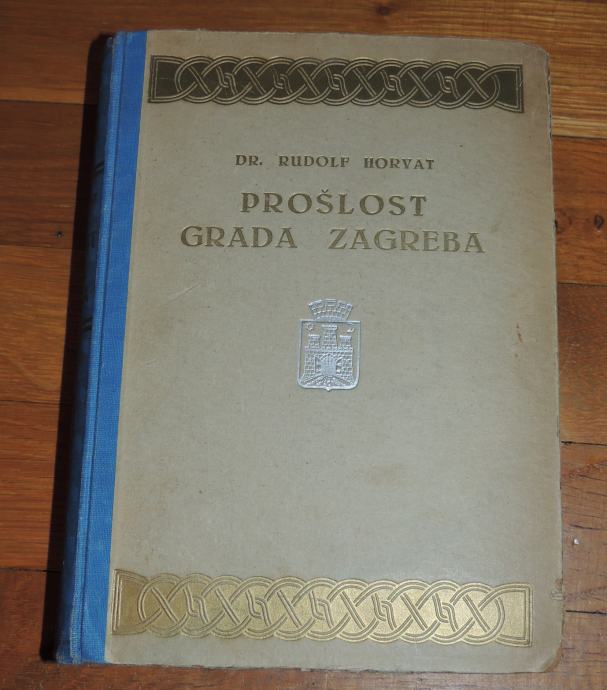 DR. RUDOLF HORVAT
PROŠLOST
GRADA ZAGREBA